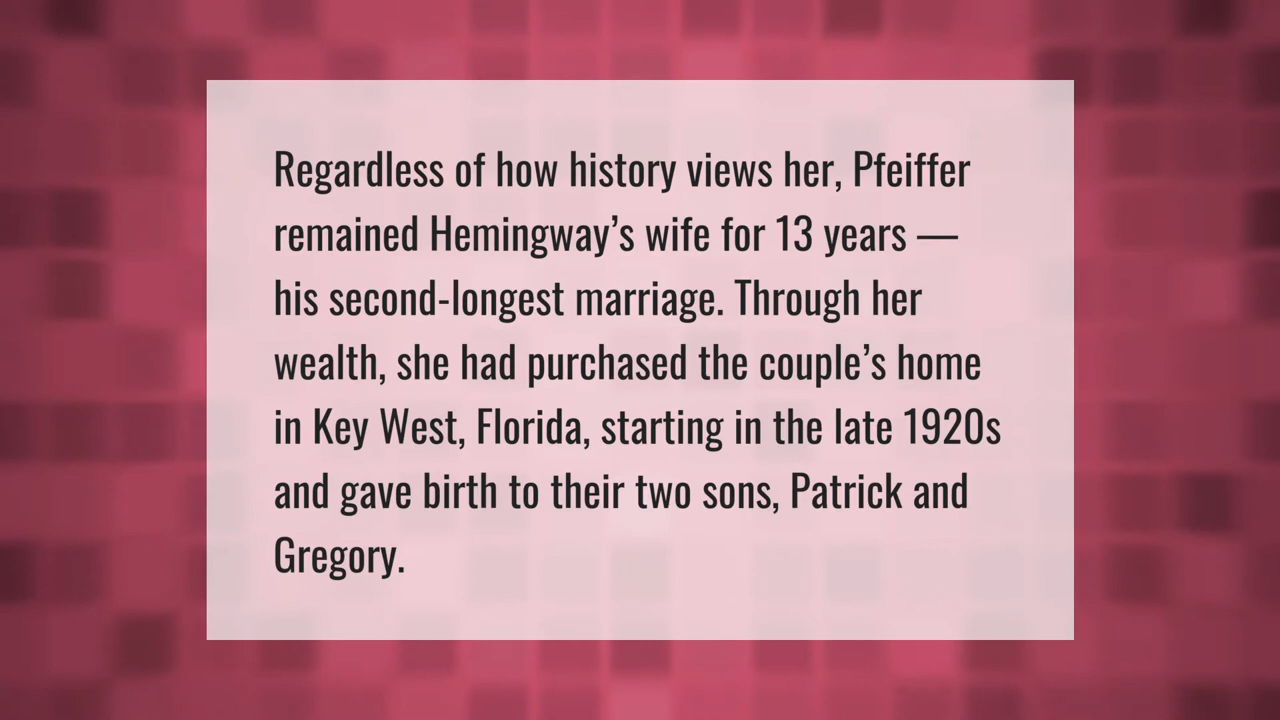 Regardless of how history views her, Pfeiffer
remained Hemingway’s wife for 13 years —
his second-longest marriage. Through her
wealth, she had purchased the couple’s home
in Key West, Florida, starting in the late 1920s
and gave birth to their two sons, Patrick and
Gregory.